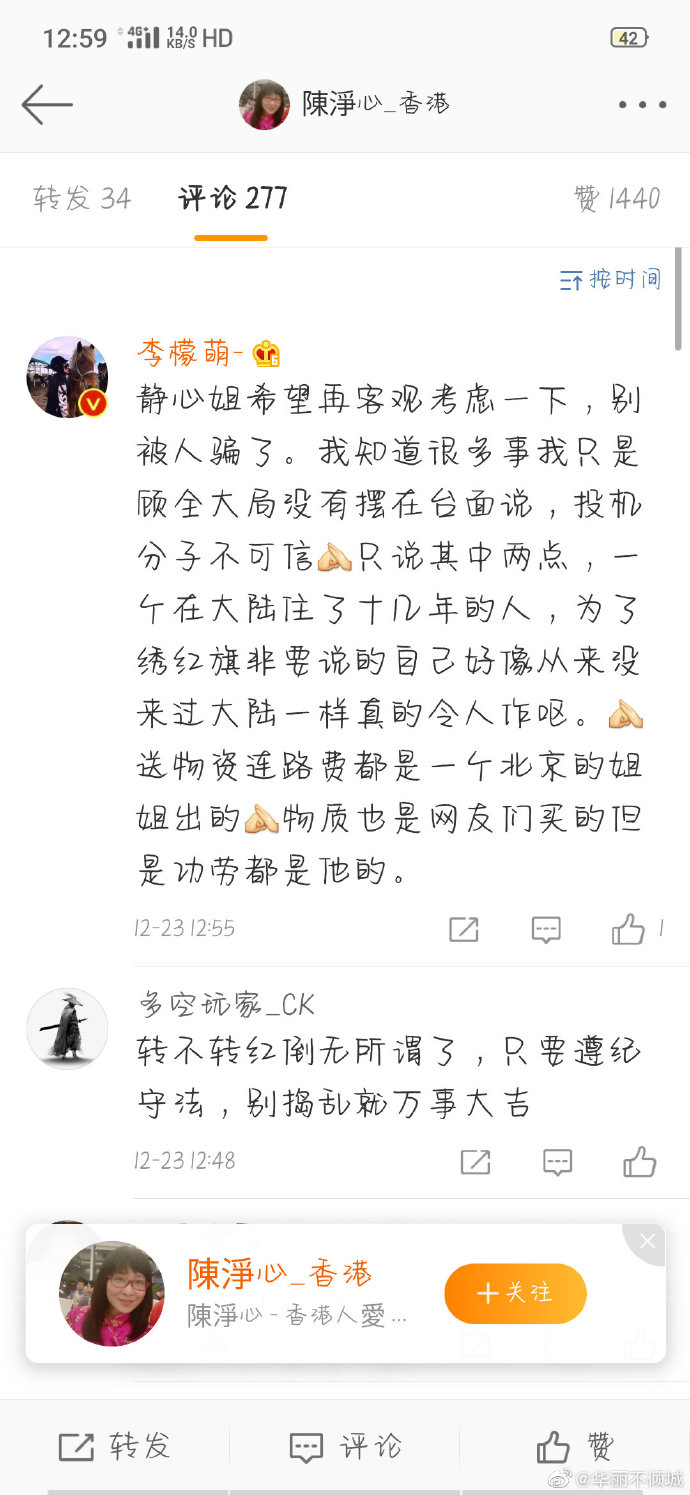 12:59 4G+ 14.0 KB/S HD 42
陳淨心_香港
转发 34 评论 277 赞 1440
按时间
李檬萌-
静心姐希望再客观考虑一下，别
被人骗了。我知道很多事我只是
顾全大局没有摆在台面说，投机
分子不可信🙏只说其中两点，一
个在大陆住了十几年的人，为了
绣红旗非要说的自己好像从来没
来过大陆一样真的令人作呕。🙏
送物资连路费都是一个北京的姐
姐出的🙏物质也是网友们买的但
是功劳都是他的。
12-23 12:55 1
多空玩家_CK
转不转红倒无所谓了，只要遵纪
守法，别捣乱就万事大吉
12-23 12:48
陳淨心_香港
陳淨心 - 香港人愛...
+关注
转发 评论 赞
@华丽不倾城